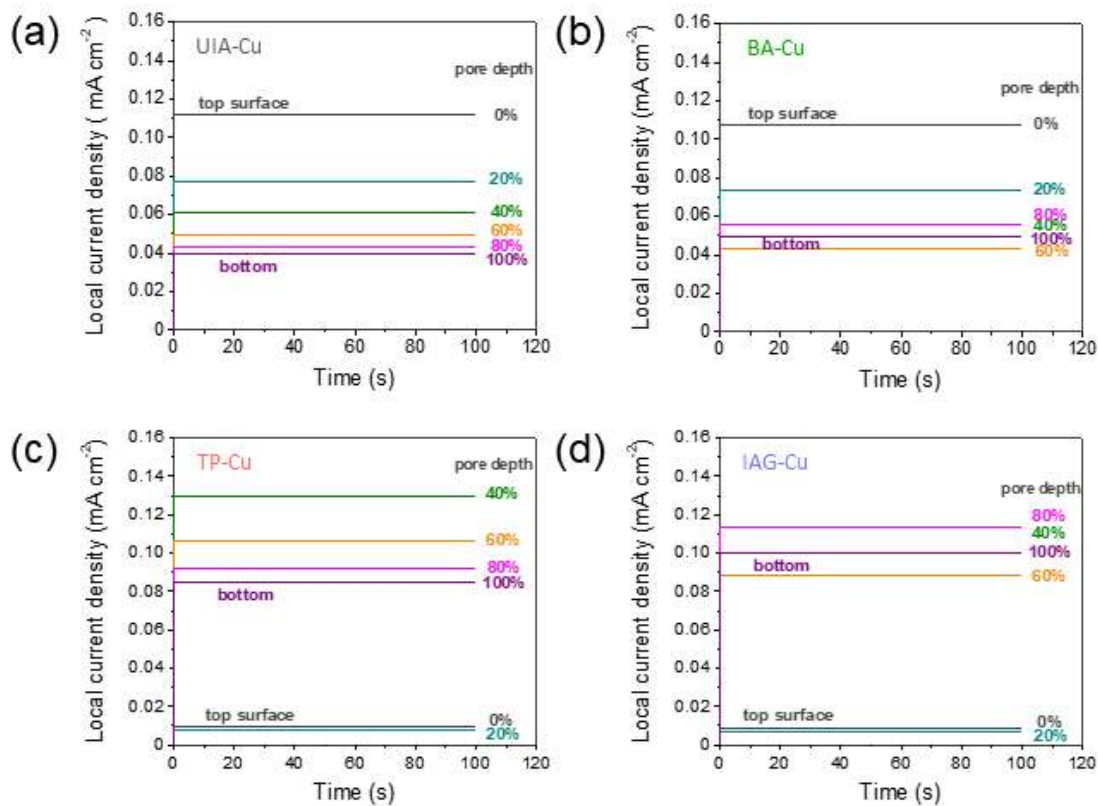 (a)
UIA-Cu
pore depth
top surface
0%
20%
40%
60%
80%
100%
bottom
Local current density ( mA cm-2)
0.16
0.14
0.12
0.10
0.08
0.06
0.04
0.02
0
0 20 40 60 80 100 120
Time (s)
(b)
BA-Cu
pore depth
top surface
0%
20%
80%
40%
100%
bottom
60%
Local current density (mA cm-2)
0.16
0.14
0.12
0.10
0.08
0.06
0.04
0.02
0
0 20 40 60 80 100 120
Time (s)
(c)
TP-Cu
pore depth
40%
60%
80%
100%
bottom
top surface
0%
20%
Local current density (mA cm-2)
0.16
0.14
0.12
0.10
0.08
0.06
0.04
0.02
0
0 20 40 60 80 100 120
Time (s)
(d)
IAG-Cu
pore depth
80%
40%
100%
bottom
60%
top surface
0%
20%
Local current density (mA cm-2)
0.16
0.14
0.12
0.10
0.08
0.06
0.04
0.02
0
0 20 40 60 80 100 120
Time (s)